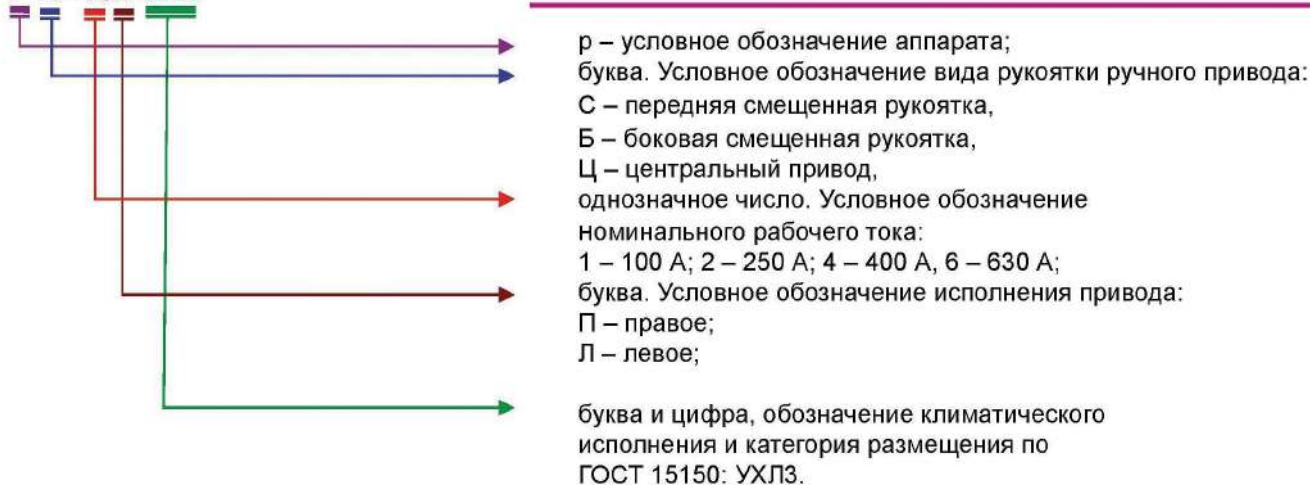 р – условное обозначение аппарата;
буква. Условное обозначение вида рукоятки ручного привода:
С – передняя смещенная рукоятка,
Б – боковая смещенная рукоятка,
Ц – центральный привод,
однозначное число. Условное обозначение
номинального рабочего тока:
1 – 100 А; 2 – 250 А; 4 – 400 А, 6 – 630 А;
буква. Условное обозначение исполнения привода:
П – правое;
Л – левое;
буква и цифра, обозначение климатического
исполнения и категория размещения по
ГОСТ 15150: УХЛ3.